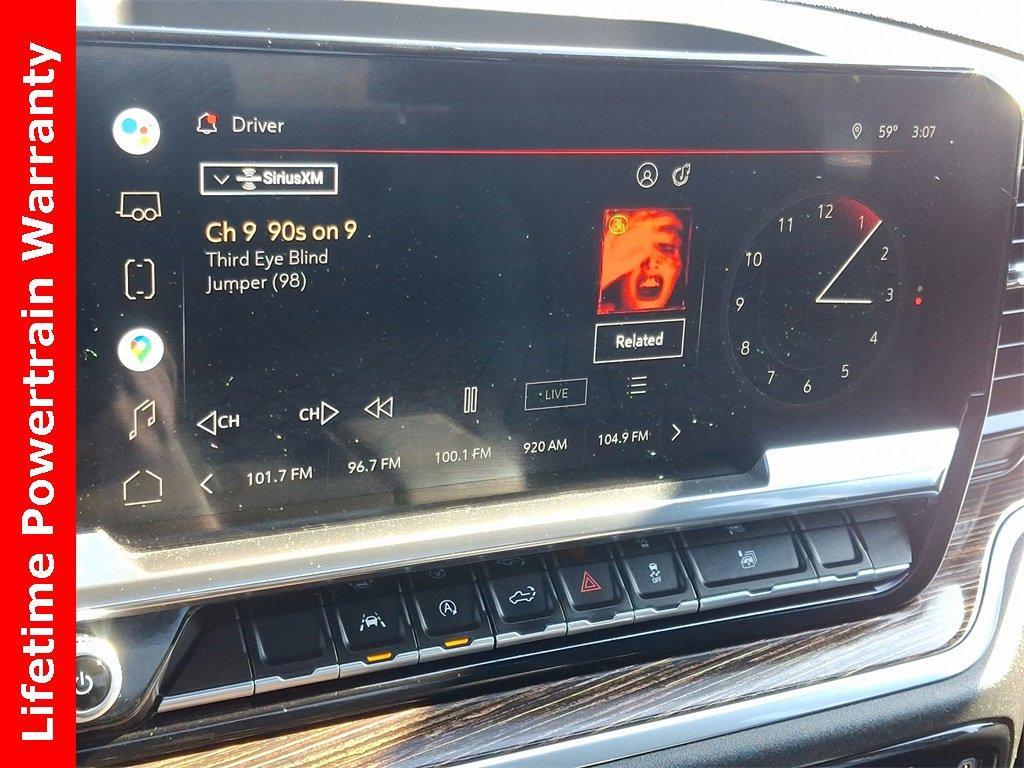 Lifetime Powertrain Warranty
Driver
59° 3:07
SiriusXM
Ch 9 90s on 9
Third Eye Blind
Jumper (98)
Related
12
1
2
3
4
5
6
7
8
9
10
11
CH
CH
LIVE
101.7 FM
96.7 FM
100.1 FM
920 AM
104.9 FM
A
OFF